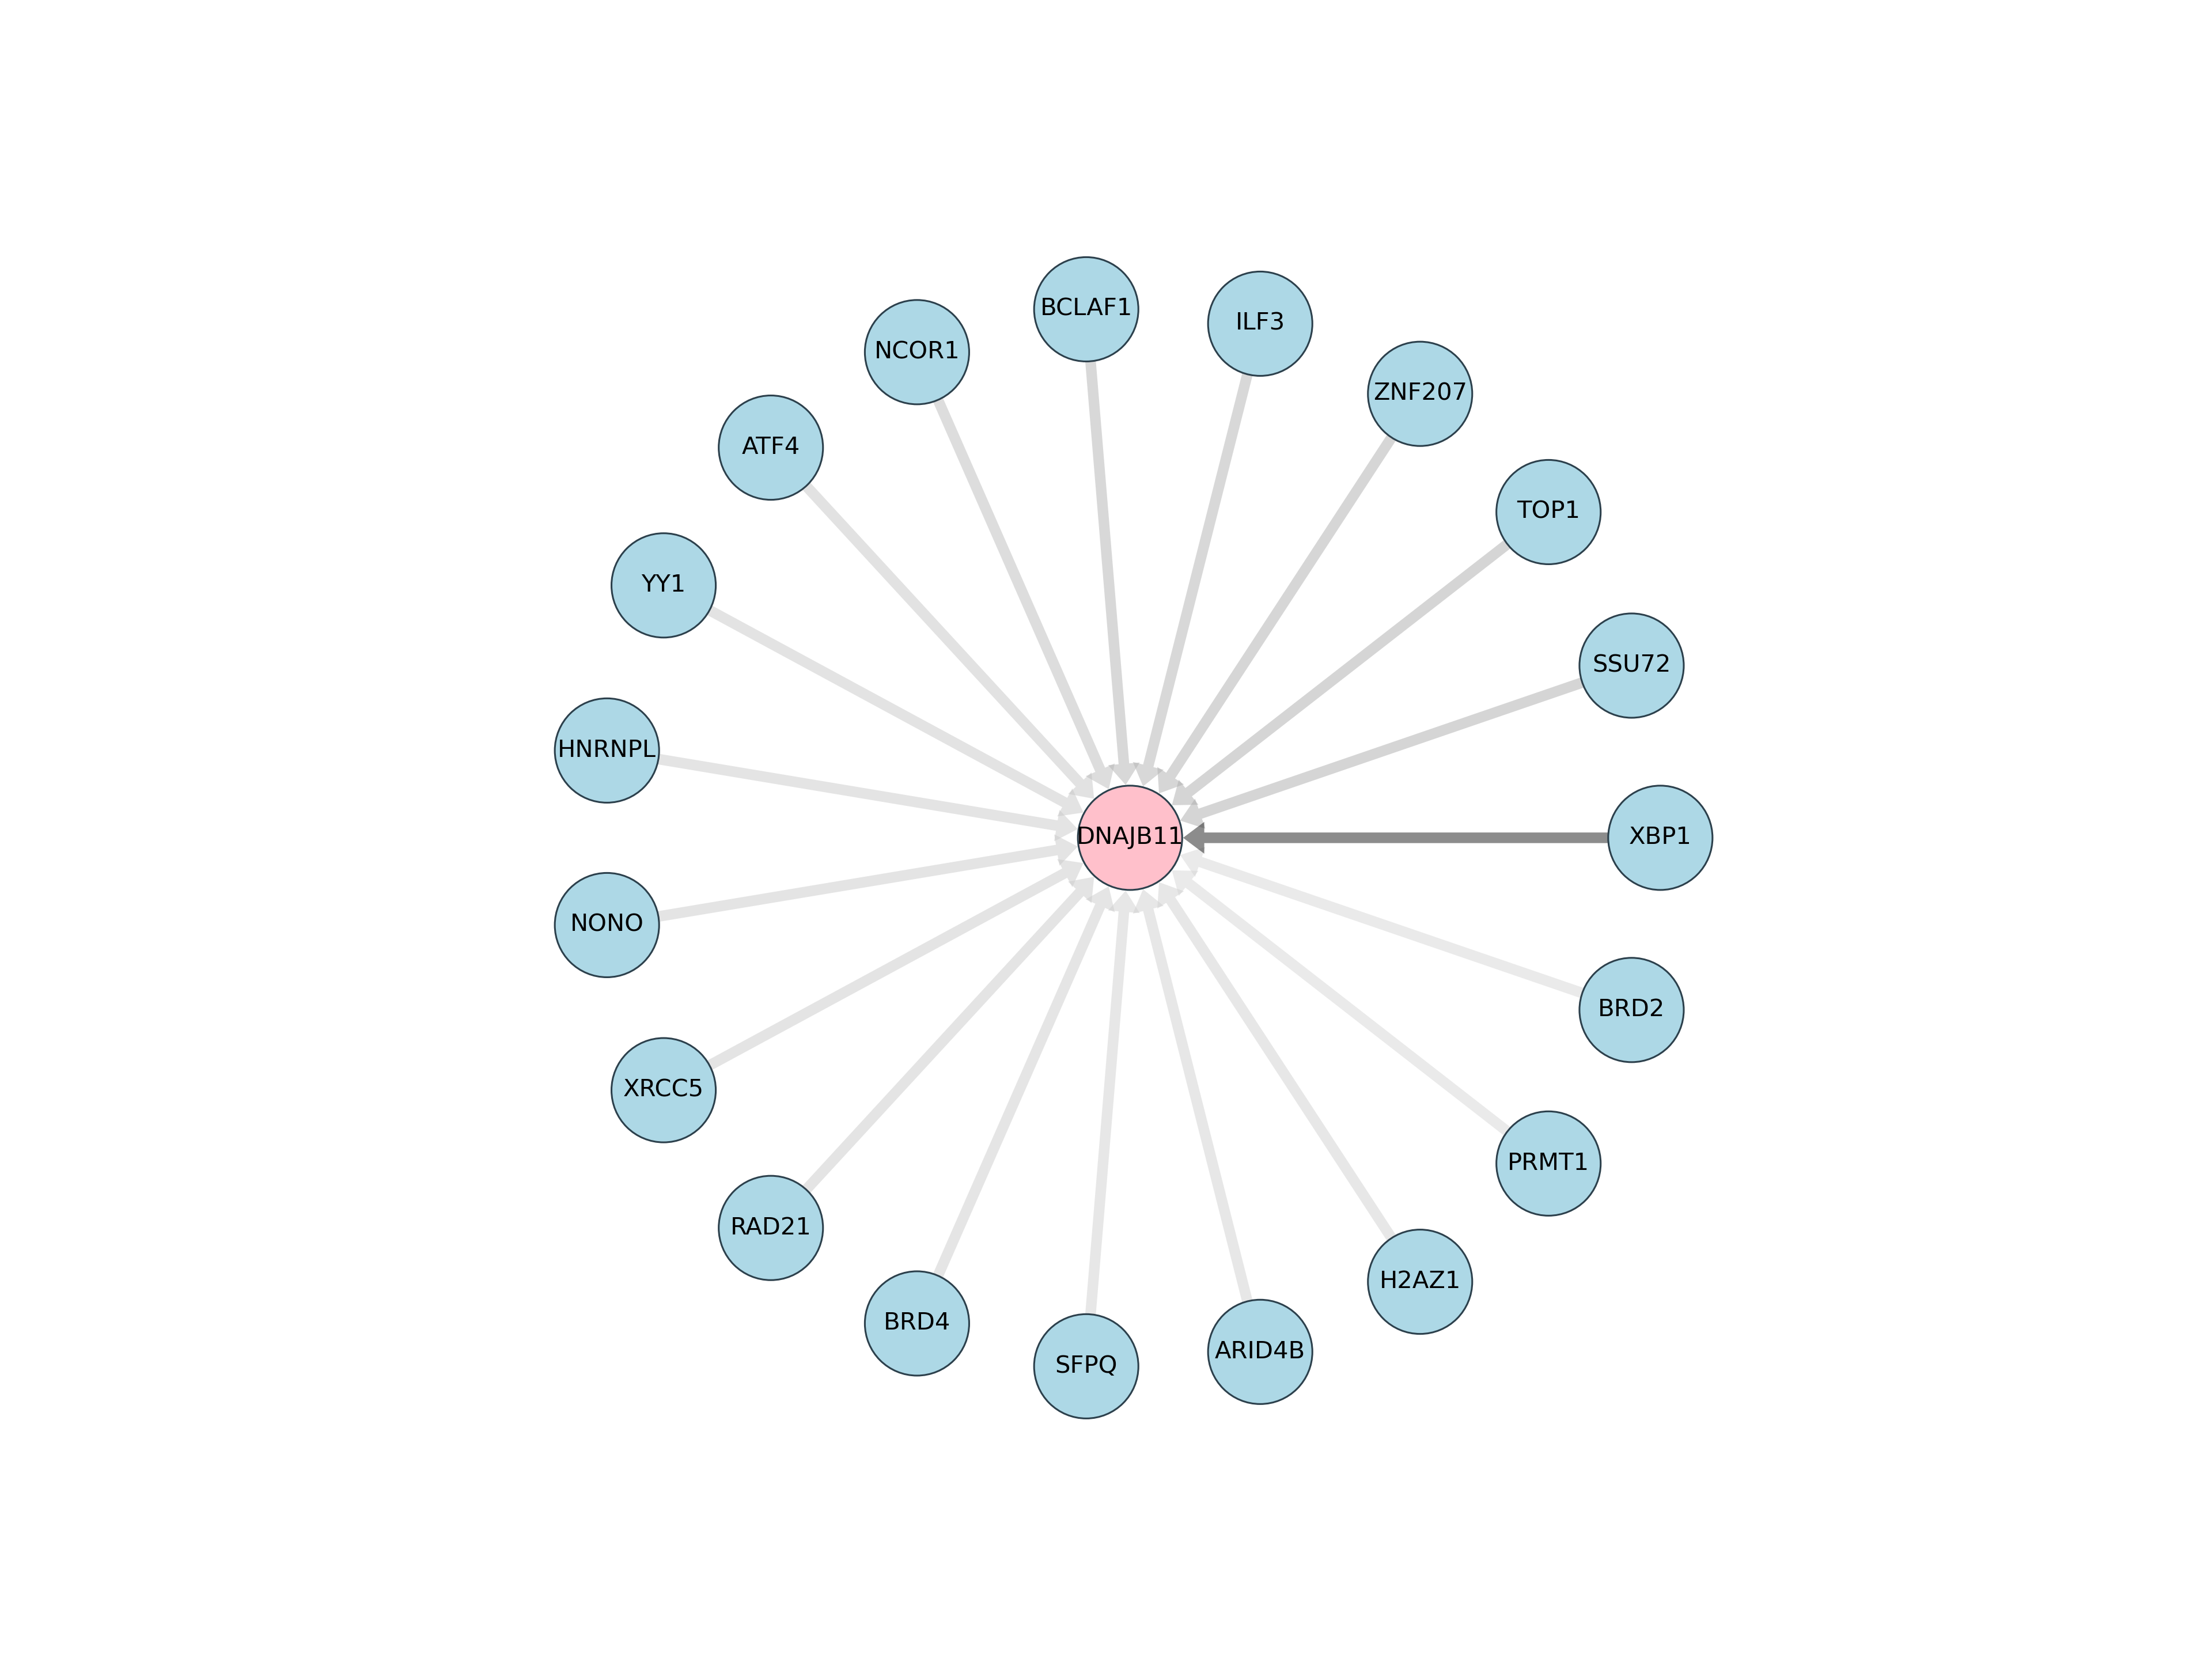 BCLAF1
ILF3
NCOR1
ZNF207
ATF4
TOP1
YY1
SSU72
HNRNPL
DNAJB11
XBP1
NONO
BRD2
XRCC5
PRMT1
RAD21
H2AZ1
BRD4
ARID4B
SFPQ